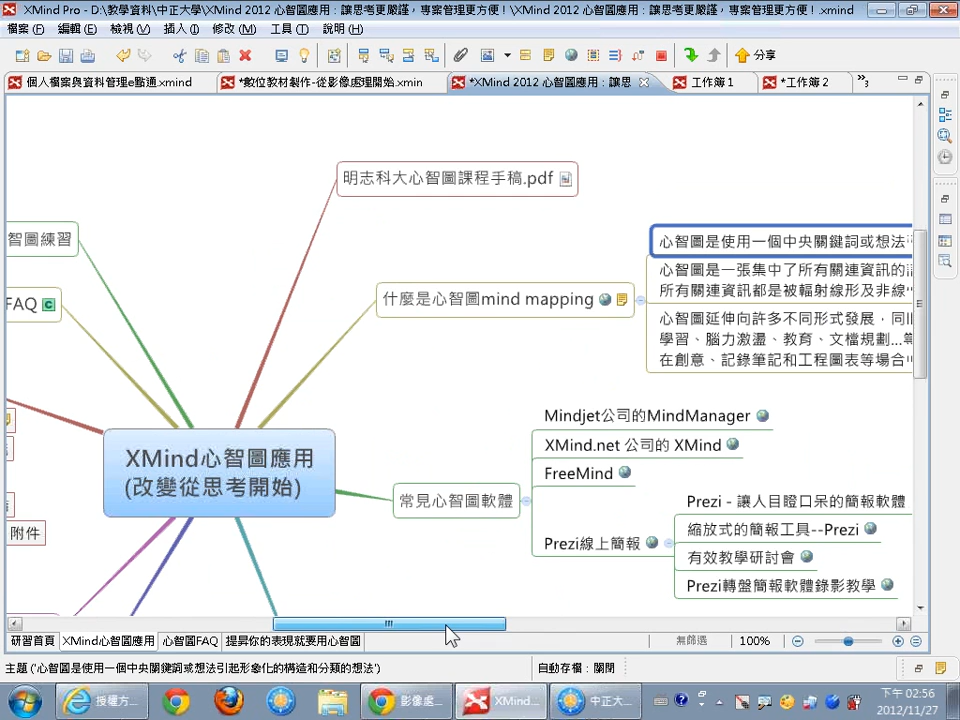 XMind Pro - D:\教學資料\中正大學\XMind 2012 心智圖應用：讓思考更嚴謹，專案管理更方便！\XMind 2012 心智圖應用：讓思考更嚴謹，專案管理更方便！.xmind
檔案 (F) 編輯 (E) 檢視 (V) 插入 (I) 修改 (M) 工具 (T) 說明 (H)
分享
個人檔案與資料管理e點通.xmind *數位教材製作-從影像處理開始.xmin *XMind 2012 心智圖應用：讓思 工作簿 1 *工作簿 2 »3
明志科大心智圖課程手稿.pdf
智圖練習
心智圖是使用一個中央關鍵詞或想法
心智圖是一張集中了所有關連資訊的
所有關連資訊都是被輻射線形及非線
FAQ
什麼是心智圖mind mapping
心智圖延伸向許多不同形式發展，同
學習、腦力激盪、教育、文檔規劃...
在創意、記錄筆記和工程圖表等場合
Mindjet公司的MindManager
XMind.net 公司的 XMind
FreeMind
XMind心智圖應用
(改變從思考開始)
常見心智圖軟體
Prezi線上簡報
Prezi - 讓人目瞪口呆的簡報軟體
縮放式的簡報工具--Prezi
有效教學研討會
Prezi轉盤簡報軟體錄影教學
附件
研習首頁 XMind心智圖應用 心智圖FAQ 提昇你的表現就要用心智圖 無篩選 100%
主題 ('心智圖是使用一個中央關鍵詞或想法引起形象化的構造和分類的想法') 自動存檔：關閉
授權方... 影像處... XMind... 中正大... 下午 02:56
2012/11/27